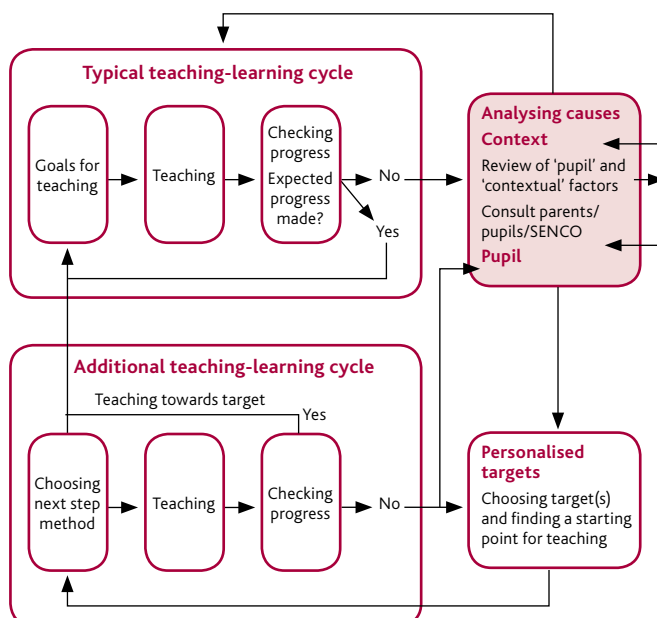 Typical teaching-learning cycle
Goals for
teaching
Teaching
Checking
progress
Expected
progress
made?
No
Yes
Analysing causes
Context
Review of ‘pupil’ and
‘contextual’ factors
Consult parents/
pupils/SENCO
Pupil
Additional teaching-learning cycle
Teaching towards target
Yes
Choosing
next step
method
Teaching
Checking
progress
No
Personalised
targets
Choosing target(s)
and finding a starting
point for teaching